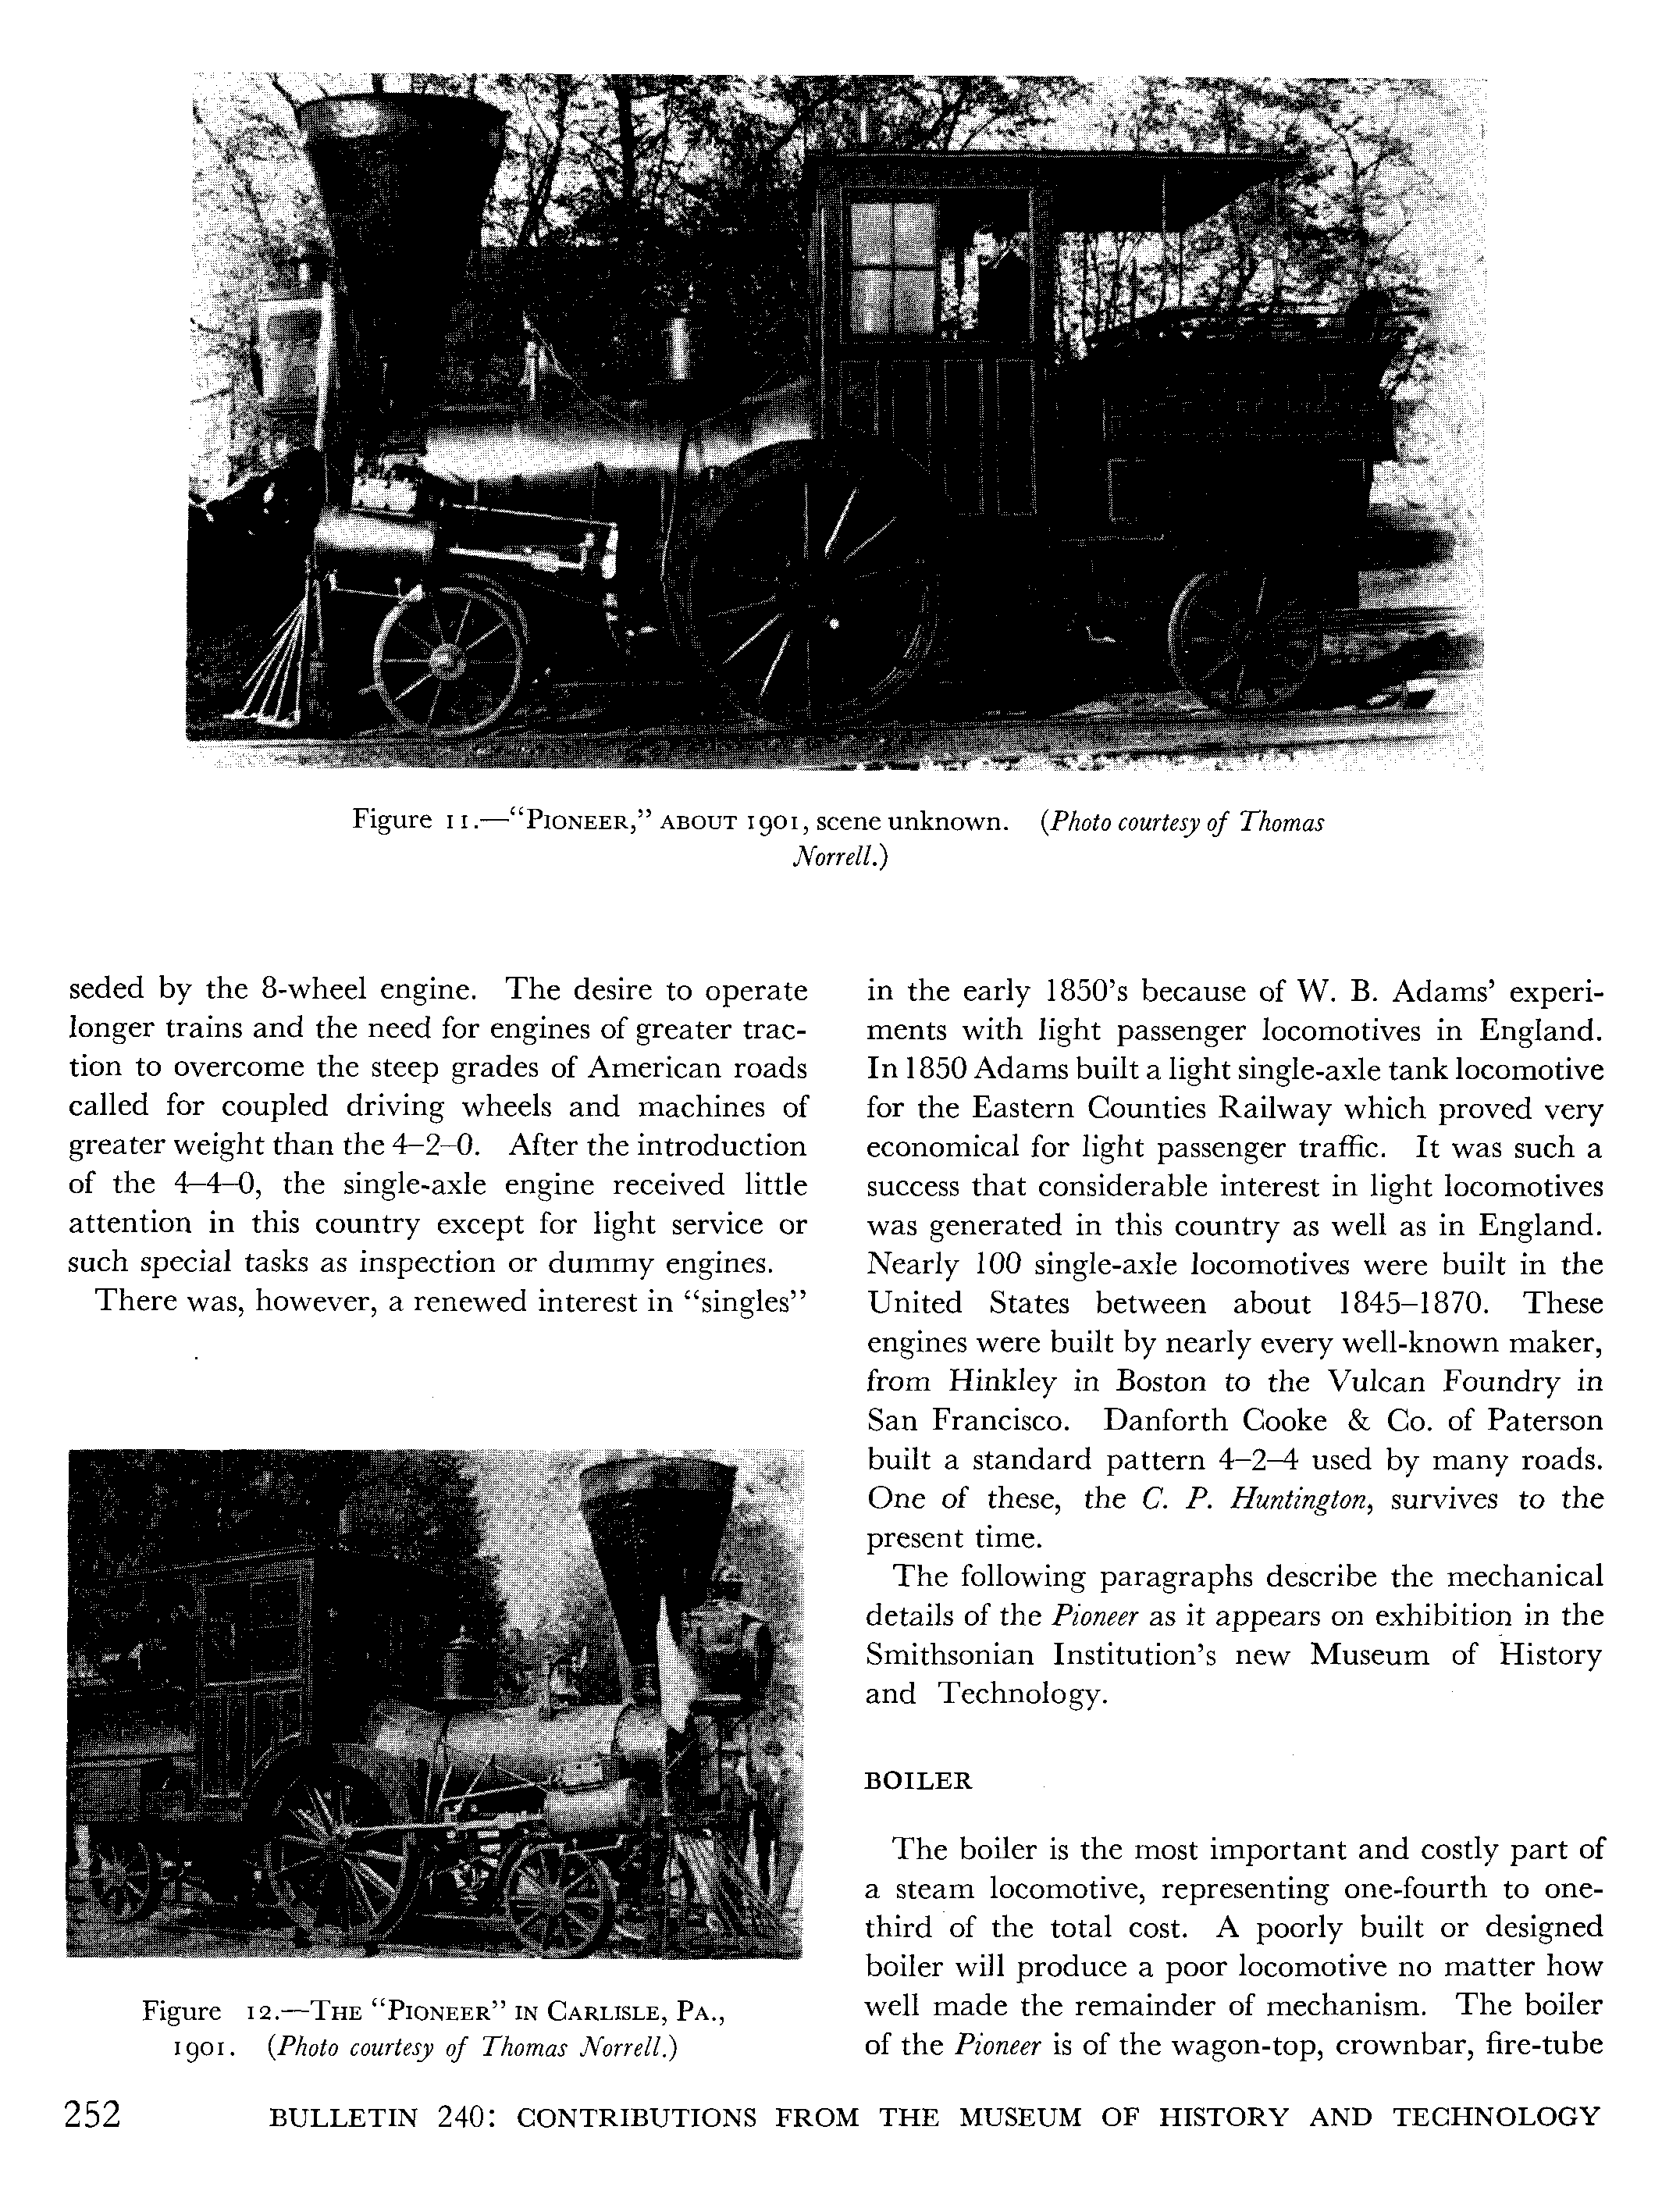 Figure 11.—“Pioneer,” about 1901, scene unknown. (Photo courtesy of Thomas
Norrell.)
seded by the 8-wheel engine. The desire to operate
longer trains and the need for engines of greater trac-
tion to overcome the steep grades of American roads
called for coupled driving wheels and machines of
greater weight than the 4–2–0. After the introduction
of the 4–4–0, the single-axle engine received little
attention in this country except for light service or
such special tasks as inspection or dummy engines.
There was, however, a renewed interest in “singles”
in the early 1850’s because of W. B. Adams’ experi-
ments with light passenger locomotives in England.
In 1850 Adams built a light single-axle tank locomotive
for the Eastern Counties Railway which proved very
economical for light passenger traffic. It was such a
success that considerable interest in light locomotives
was generated in this country as well as in England.
Nearly 100 single-axle locomotives were built in the
United States between about 1845–1870. These
engines were built by nearly every well-known maker,
from Hinkley in Boston to the Vulcan Foundry in
San Francisco. Danforth Cooke & Co. of Paterson
built a standard pattern 4–2–4 used by many roads.
One of these, the C. P. Huntington, survives to the
present time.
The following paragraphs describe the mechanical
details of the Pioneer as it appears on exhibition in the
Smithsonian Institution’s new Museum of History
and Technology.
BOILER
The boiler is the most important and costly part of
a steam locomotive, representing one-fourth to one-
third of the total cost. A poorly built or designed
boiler will produce a poor locomotive no matter how
well made the remainder of mechanism. The boiler
of the Pioneer is of the wagon-top, crownbar, fire-tube
Figure 12.—The “Pioneer” in Carlisle, Pa.,
1901. (Photo courtesy of Thomas Norrell.)
252 BULLETIN 240: CONTRIBUTIONS FROM THE MUSEUM OF HISTORY AND TECHNOLOGY